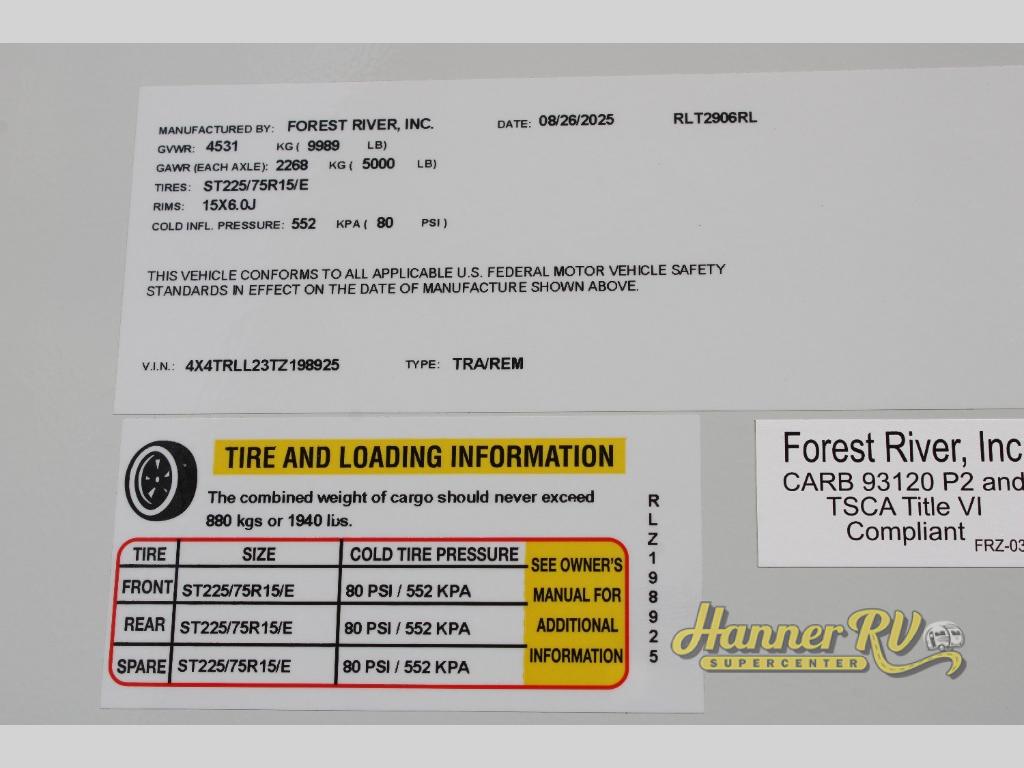 MANUFACTURED BY: FOREST RIVER, INC. DATE: 08/26/2025 RLT2906RL
GVWR: 4531 KG ( 9989 LB)
GAWR (EACH AXLE): 2268 KG ( 5000 LB)
TIRES: ST225/75R15/E
RIMS: 15X6.0J
COLD INFL. PRESSURE: 552 KPA ( 80 PSI )
THIS VEHICLE CONFORMS TO ALL APPLICABLE U.S. FEDERAL MOTOR VEHICLE SAFETY
STANDARDS IN EFFECT ON THE DATE OF MANUFACTURE SHOWN ABOVE.
V.I.N.: 4X4TRLL23TZ198925 TYPE: TRA/REM
TIRE AND LOADING INFORMATION
The combined weight of cargo should never exceed
880 kgs or 1940 lbs.
TIRE SIZE COLD TIRE PRESSURE
FRONT ST225/75R15/E 80 PSI / 552 KPA
REAR ST225/75R15/E 80 PSI / 552 KPA
SPARE ST225/75R15/E 80 PSI / 552 KPA
SEE OWNER'S
MANUAL FOR
ADDITIONAL
INFORMATION
RLZ198925
Forest River, Inc
CARB 93120 P2 and
TSCA Title VI
Compliant
FRZ-03
Hanner RV
SUPERCENTER